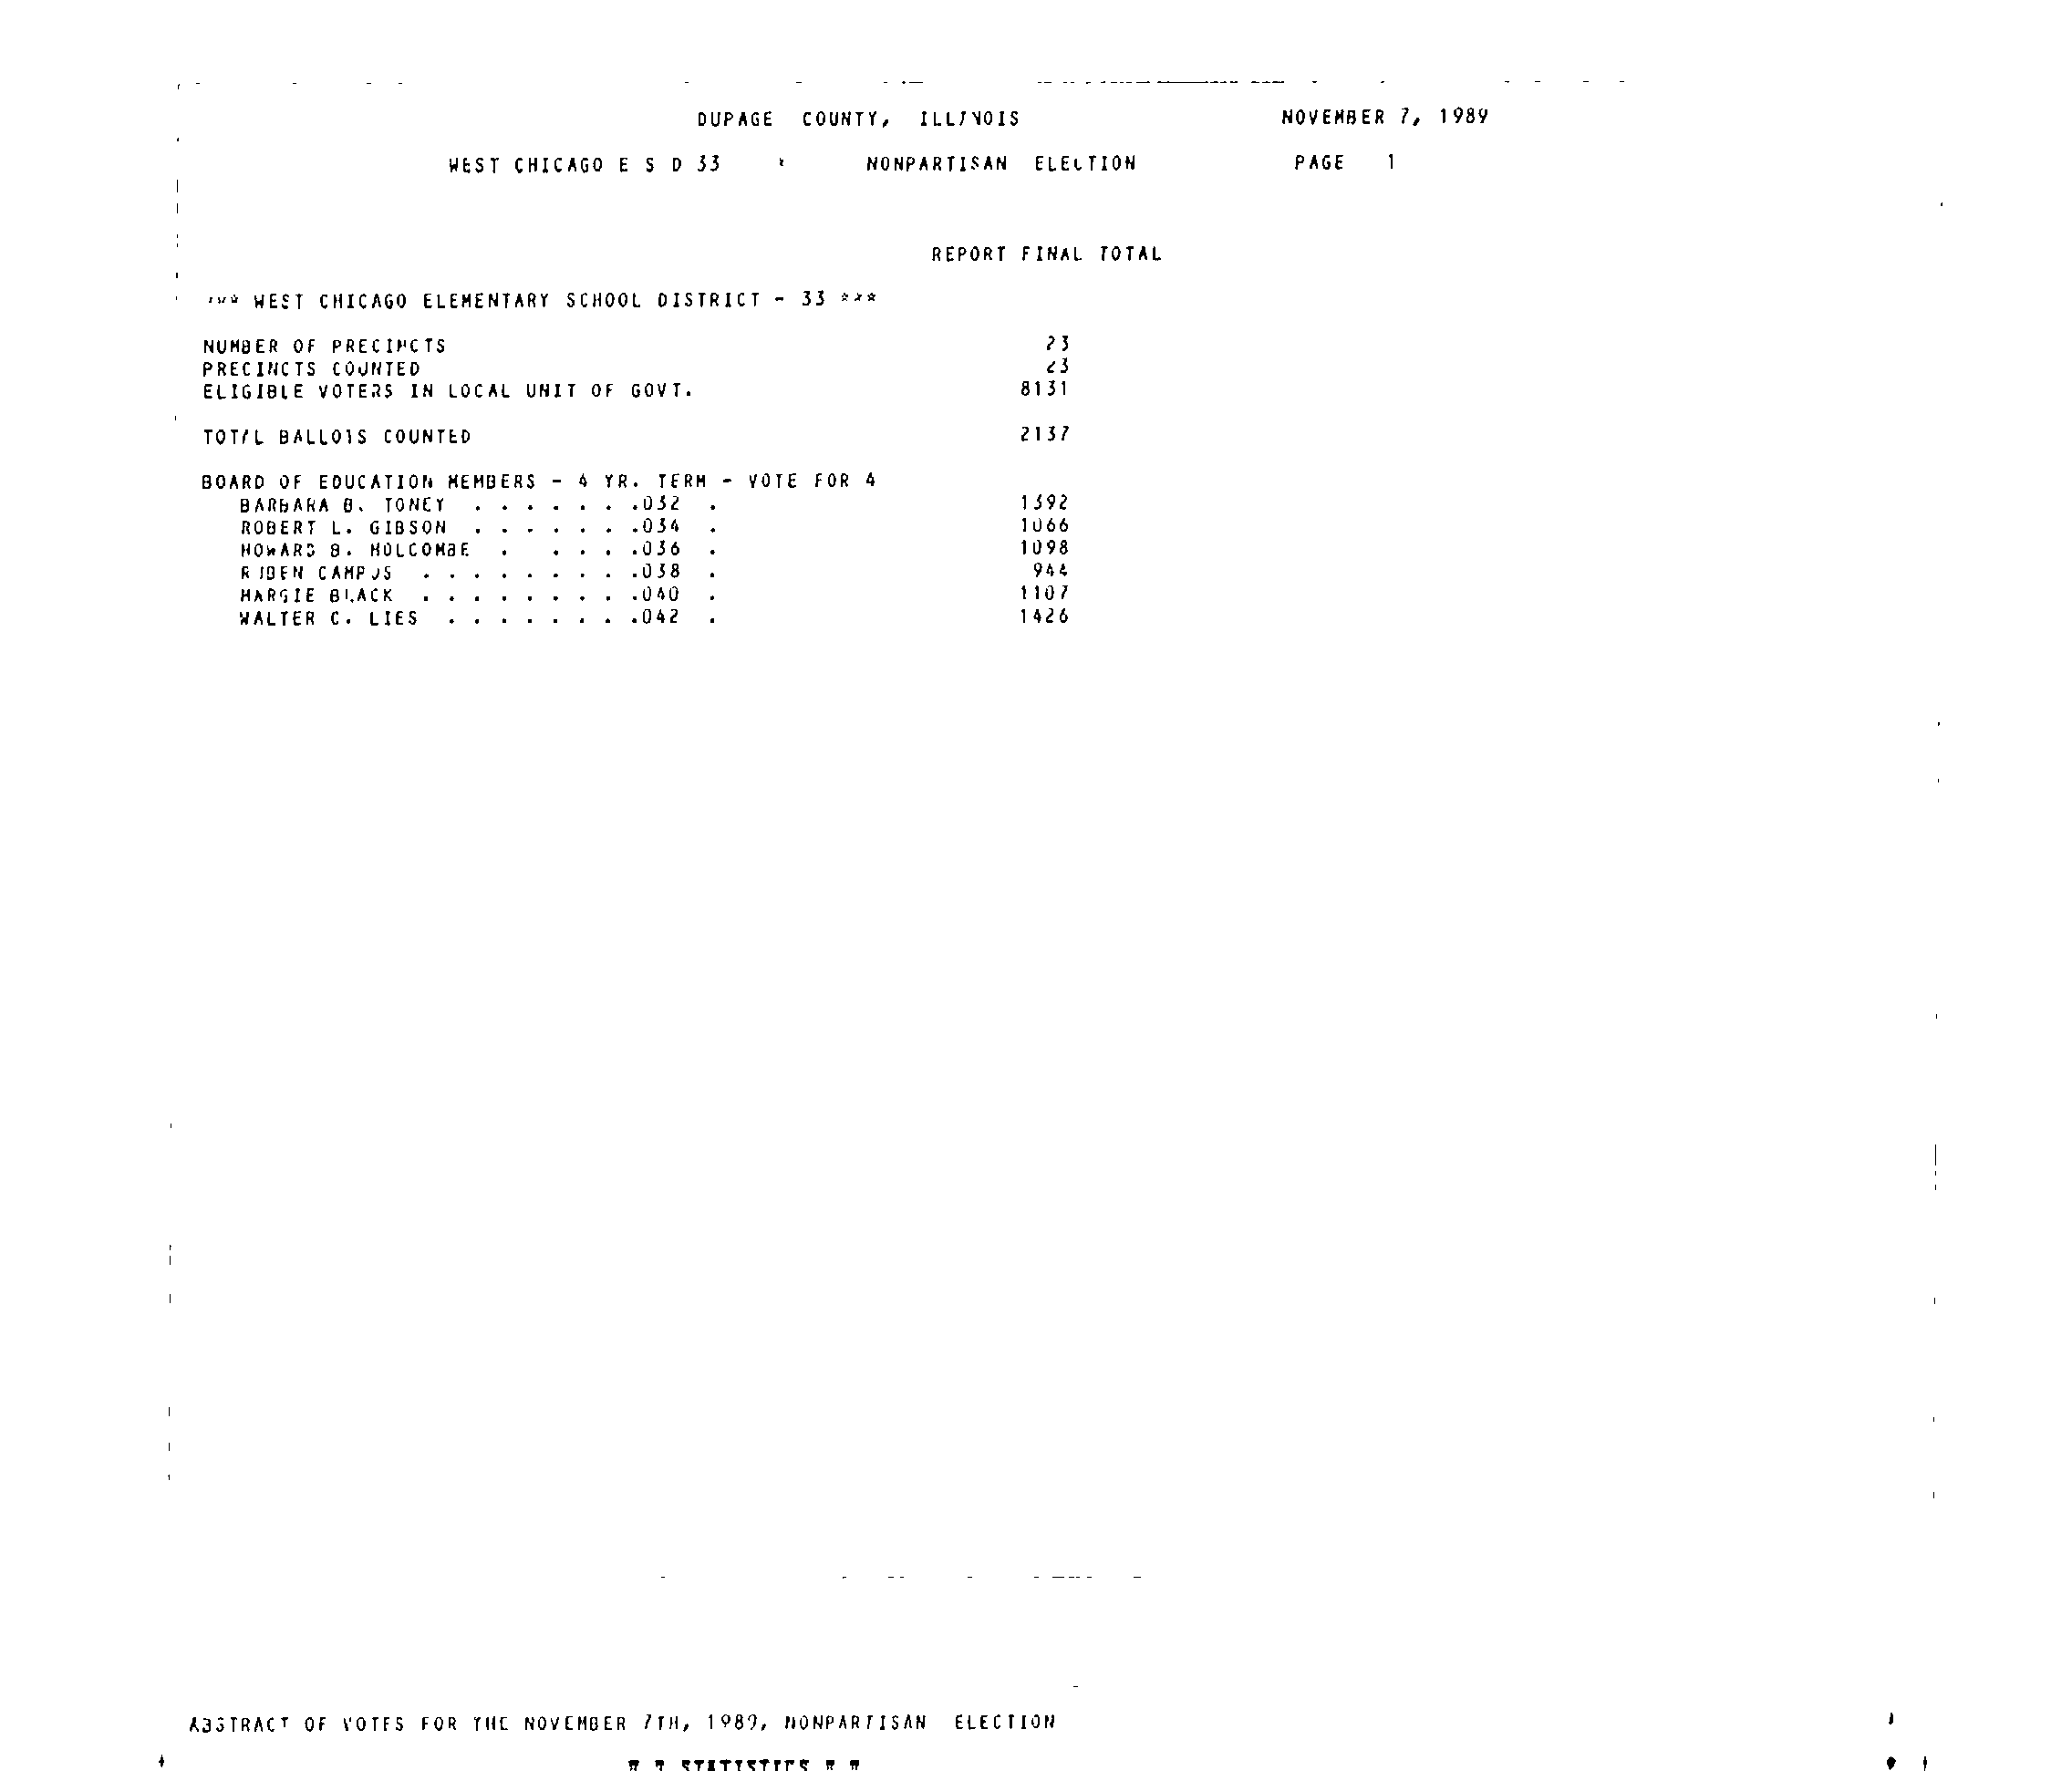 DUPAGE COUNTY, ILLINOIS NOVEMBER 7, 1989
WEST CHICAGO E S D 33 * NONPARTISAN ELECTION PAGE 1
REPORT FINAL TOTAL
*** WEST CHICAGO ELEMENTARY SCHOOL DISTRICT - 33 ***
NUMBER OF PRECINCTS 23
PRECINCTS COUNTED 23
ELIGIBLE VOTERS IN LOCAL UNIT OF GOVT. 8131
TOTAL BALLOTS COUNTED 2137
BOARD OF EDUCATION MEMBERS - 4 YR. TERM - VOTE FOR 4
BARBARA B. TONEY . . . . . . .032 . 1392
ROBERT L. GIBSON . . . . . . .034 . 1066
HOWARD B. HOLCOMBE . . . . .036 . 1098
RUBEN CAMPOS . . . . . . . . .038 . 944
MARGIE BLACK . . . . . . . . .040 . 1107
WALTER C. LIES . . . . . . . .042 . 1426
ABSTRACT OF VOTES FOR THE NOVEMBER 7TH, 1989, NONPARTISAN ELECTION
* * STATISTICS * *